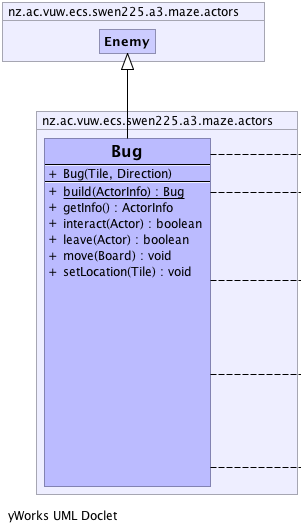 nz.ac.vuw.ecs.swen225.a3.maze.actors
Enemy
nz.ac.vuw.ecs.swen225.a3.maze.actors
Bug
+ Bug(Tile, Direction)
+ build(ActorInfo) : Bug
+ getInfo() : ActorInfo
+ interact(Actor) : boolean
+ leave(Actor) : boolean
+ move(Board) : void
+ setLocation(Tile) : void
yWorks UML Doclet